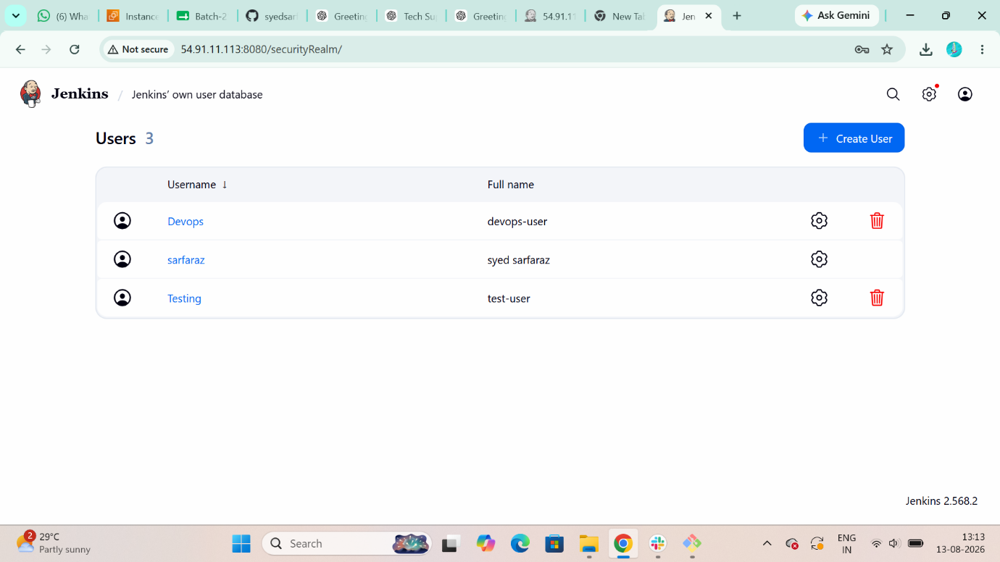 (6) Wha
Instance
Batch-2
syedsar
Greeting
Tech Su
Greeting
54.91.11
New Tab
Jen
Ask Gemini
Not secure
54.91.11.113:8080/securityRealm/
Jenkins / Jenkins’ own user database
Users 3
+ Create User
Username ↓ Full name
Devops devops-user
sarfaraz syed sarfaraz
Testing test-user
Jenkins 2.568.2
2
29°C
Partly sunny
Search
ENG
IN
13:13
13-08-2026